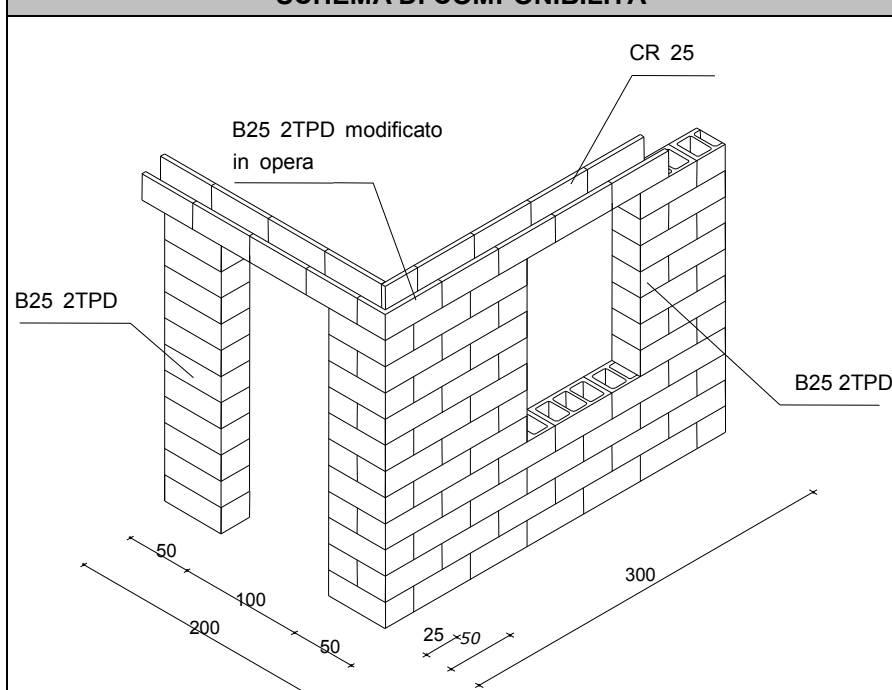 SCHEMA DI COMPONIBILITA'
CR 25
B25 2TPD modificato
in opera
B25 2TPD
B25 2TPD
50
100
200
50
25
50
300